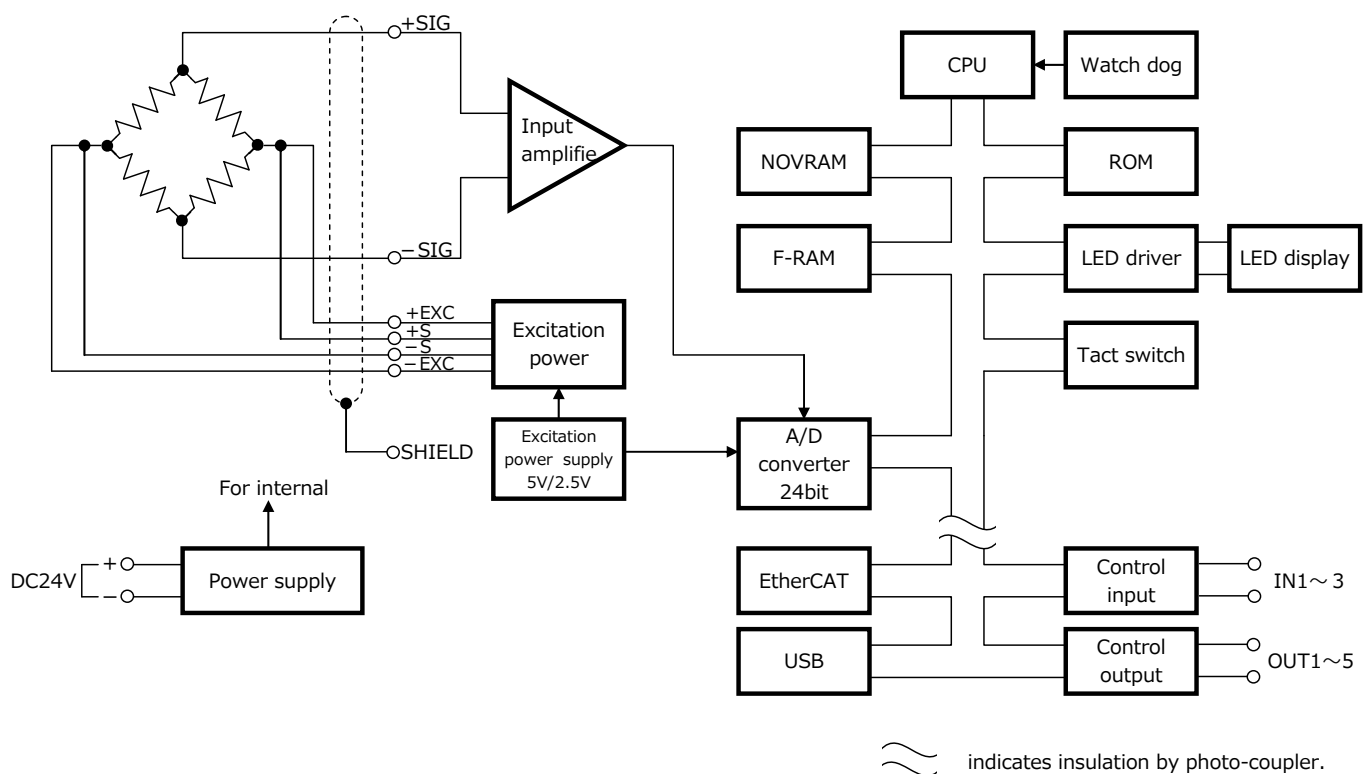 +SIG
CPU
Watch dog
Input
amplifie
NOVRAM
ROM
−SIG
F-RAM
LED driver
LED display
+EXC
+S
−S
−EXC
Excitation
power
Tact switch
SHIELD
Excitation
power supply
5V/2.5V
A/D
converter
24bit
For internal
DC24V
+
−
Power supply
EtherCAT
Control
input
IN1～3
USB
Control
output
OUT1～5
indicates insulation by photo-coupler.